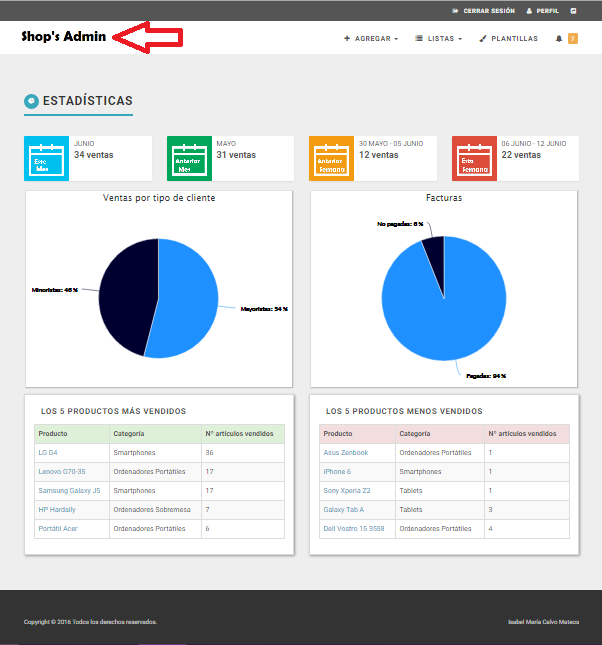 CERRAR SESIÓN PERFIL
Shop's Admin
AGREGAR LISTAS PLANTILLAS
ESTADÍSTICAS
Este Mes
JUNIO
34 ventas
Anterior Mes
MAYO
31 ventas
Anterior Semana
30 MAYO - 05 JUNIO
12 ventas
Esta Semana
06 JUNIO - 12 JUNIO
22 ventas
Ventas por tipo de cliente
Minoristas: 46 %
Mayoristas: 54 %
Facturas
No pagadas: 6 %
Pagadas: 94 %
LOS 5 PRODUCTOS MÁS VENDIDOS
Producto Categoría Nº artículos vendidos
LG G4 Smartphones 36
Lenovo G70-35 Ordenadores Portátiles 17
Samsung Galaxy J5 Smartphones 17
HP Hardaily Ordenadores Sobremesa 7
Portátil Acer Ordenadores Portátiles 6
LOS 5 PRODUCTOS MENOS VENDIDOS
Producto Categoría Nº artículos vendidos
Asus Zenbook Ordenadores Portátiles 1
iPhone 6 Smartphones 1
Sony Xperia Z2 Tablets 1
Galaxy Tab A Tablets 3
Dell Vostro 15 3558 Ordenadores Portátiles 4
Copyright © 2016 Todos los derechos reservados.
Isabel María Calvo Mateos